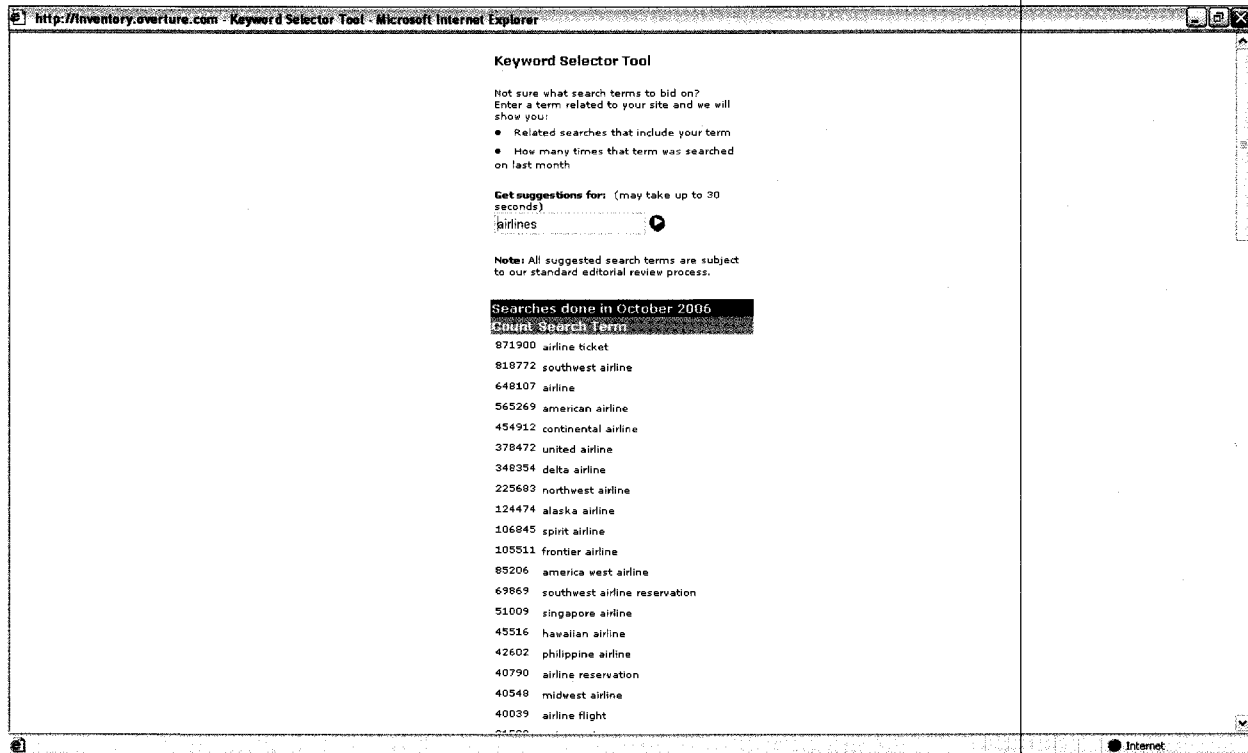 http://inventory.overture.com - Keyword Selector Tool - Microsoft Internet Explorer
Keyword Selector Tool
Not sure what search terms to bid on?
Enter a term related to your site and we will
show you:
• Related searches that include your term
• How many times that term was searched
on last month
Get suggestions for: (may take up to 30
seconds)
airlines
Note: All suggested search terms are subject
to our standard editorial review process.
Searches done in October 2006
Count Search Term
871900 airline ticket
818772 southwest airline
648107 airline
565269 american airline
454912 continental airline
378472 united airline
348354 delta airline
225683 northwest airline
124474 alaska airline
106845 spirit airline
105511 frontier airline
85206 america west airline
69869 southwest airline reservation
51009 singapore airline
45516 hawaiian airline
42602 philippine airline
40790 airline reservation
40548 midwest airline
40039 airline flight
Internet